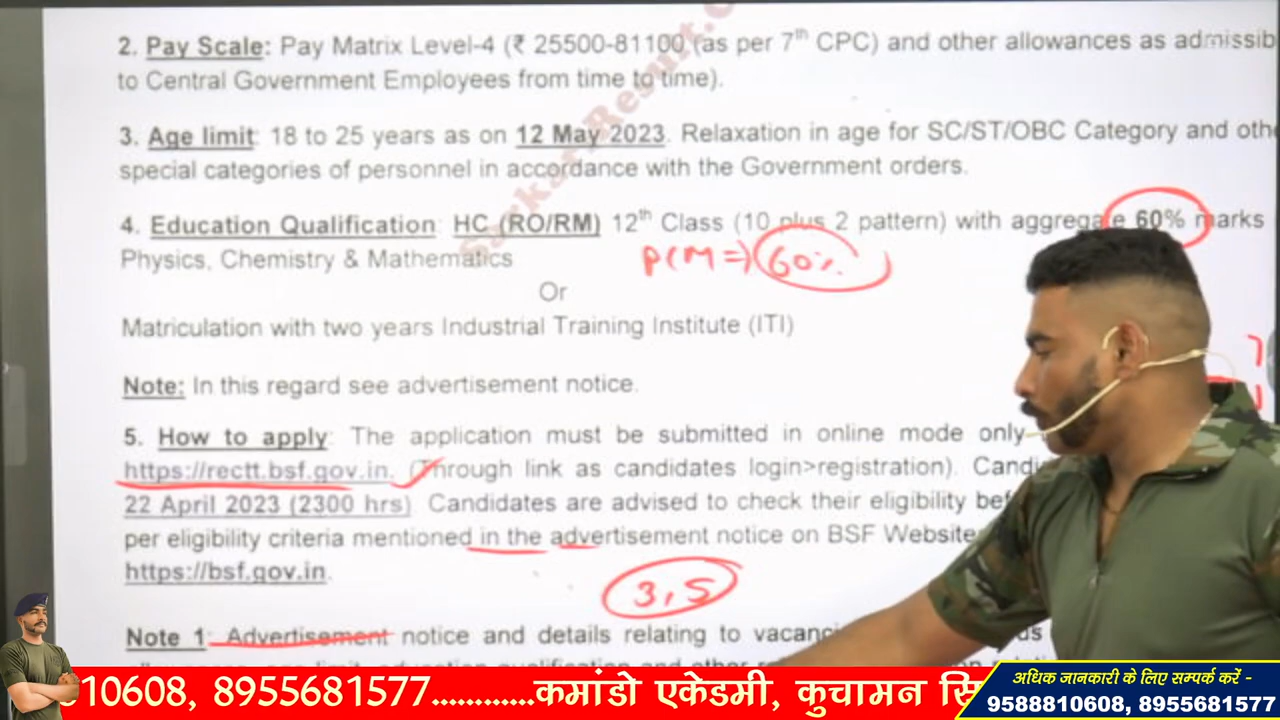 2. Pay Scale: Pay Matrix Level-4 (₹ 25500-81100 (as per 7th CPC) and other allowances as admissib
to Central Government Employees from time to time).
3. Age limit: 18 to 25 years as on 12 May 2023. Relaxation in age for SC/ST/OBC Category and oth
special categories of personnel in accordance with the Government orders.
4. Education Qualification: HC (RO/RM) 12th Class (10 plus 2 pattern) with aggregate 60% marks
Physics, Chemistry & Mathematics
PCM => 60%
Or
Matriculation with two years Industrial Training Institute (ITI)
Note: In this regard see advertisement notice.
5. How to apply: The application must be submitted in online mode only
https://rectt.bsf.gov.in. (Through link as candidates login>registration). Candi
22 April 2023 (2300 hrs) Candidates are advised to check their eligibility bef
per eligibility criteria mentioned in the advertisement notice on BSF Website
https://bsf.gov.in.
3,5
Note 1: Advertisement notice and details relating to vacanc
10608, 8955681577............कमांडो एकेडमी, कुचामन सि
अधिक जानकारी के लिए सम्पर्क करें -
9588810608, 8955681577